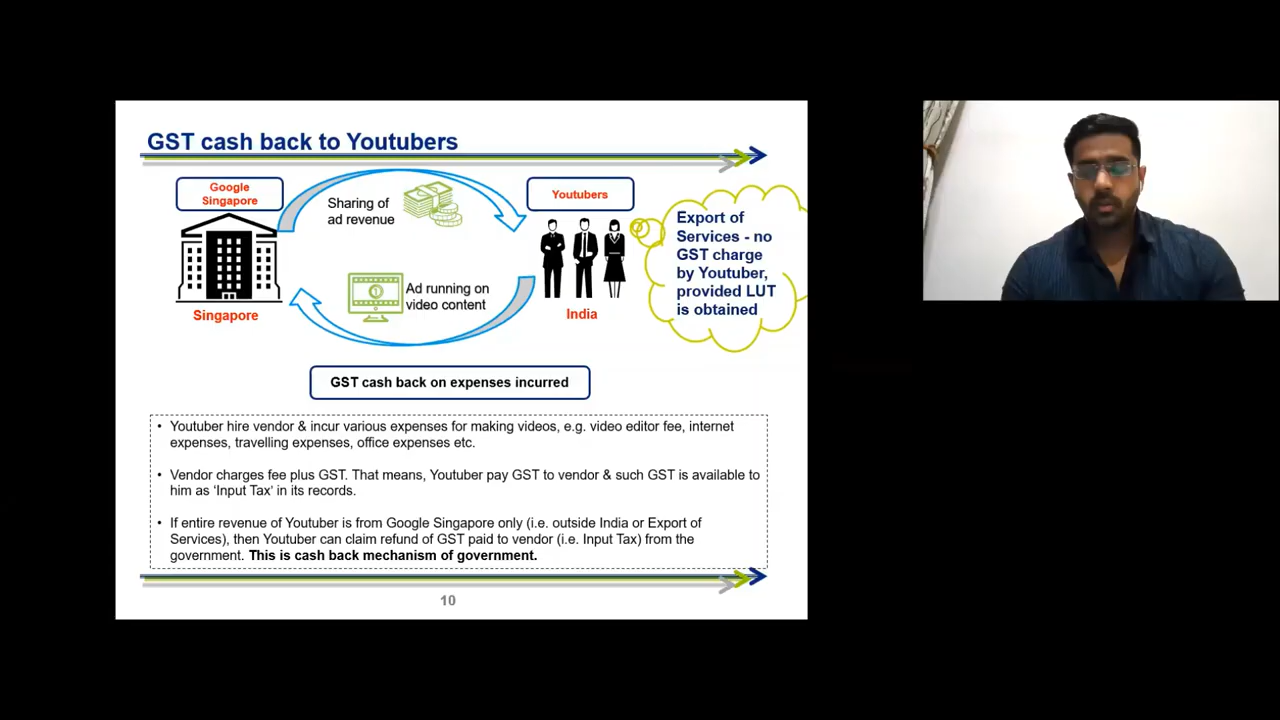 GST cash back to Youtubers
Google
Singapore
Sharing of
ad revenue
Youtubers
Export of
Services - no
GST charge
by Youtuber,
provided LUT
is obtained
Ad running on
video content
Singapore
India
GST cash back on expenses incurred
• Youtuber hire vendor & incur various expenses for making videos, e.g. video editor fee, internet
expenses, travelling expenses, office expenses etc.
• Vendor charges fee plus GST. That means, Youtuber pay GST to vendor & such GST is available to
him as ‘Input Tax‘ in its records.
• If entire revenue of Youtuber is from Google Singapore only (i.e. outside India or Export of
Services), then Youtuber can claim refund of GST paid to vendor (i.e. Input Tax) from the
government. This is cash back mechanism of government.
10